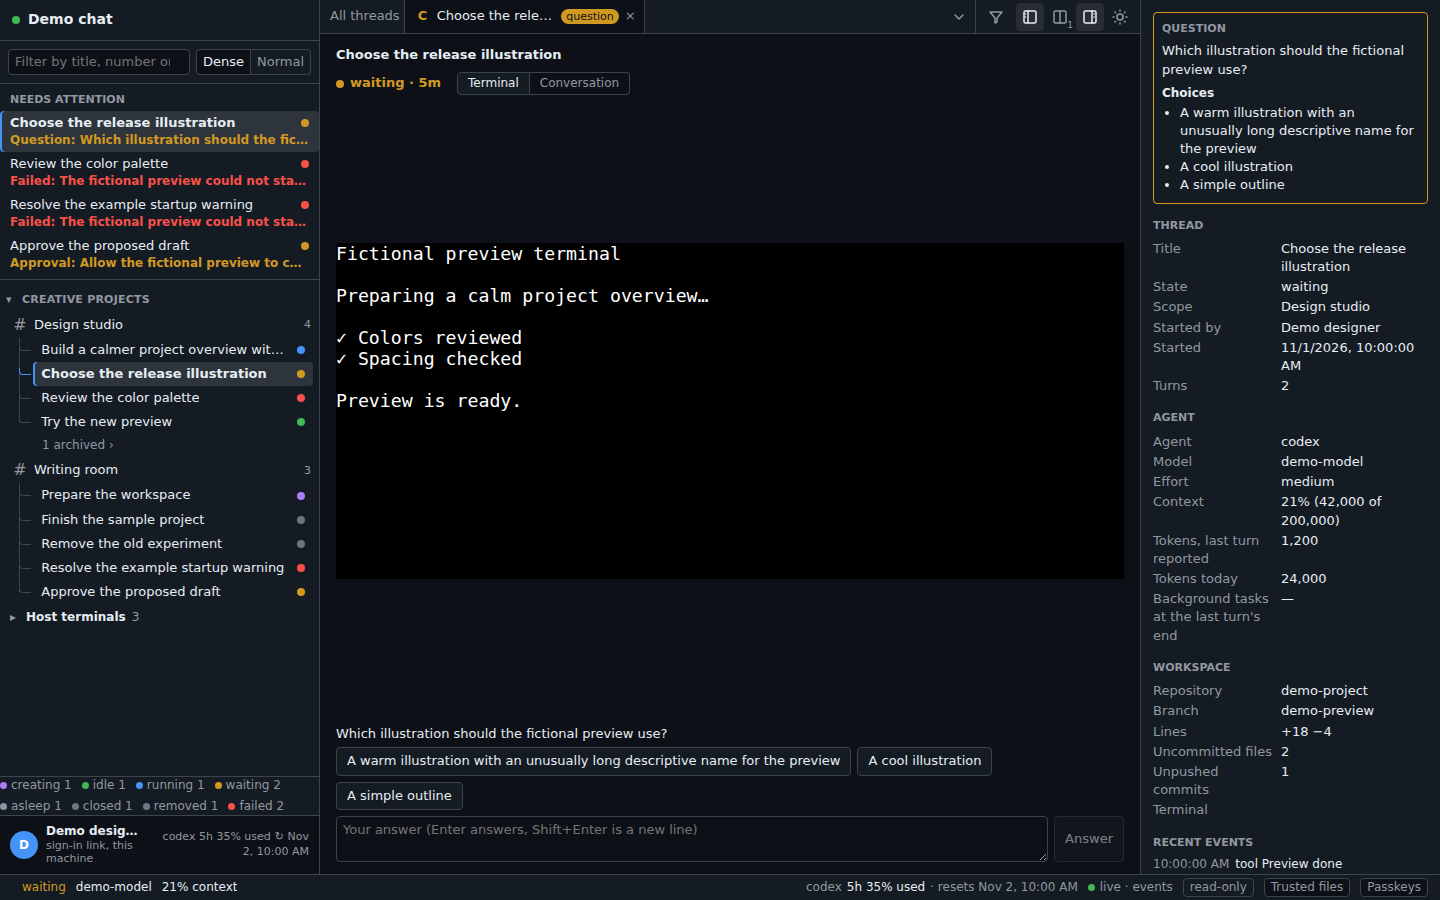 Demo chat
Filter by title, number or
Dense
Normal
NEEDS ATTENTION
Choose the release illustration
Question: Which illustration should the fic...
Review the color palette
Failed: The fictional preview could not sta...
Resolve the example startup warning
Failed: The fictional preview could not sta...
Approve the proposed draft
Approval: Allow the fictional preview to c...
CREATIVE PROJECTS
# Design studio 4
Build a calmer project overview wit...
Choose the release illustration
Review the color palette
Try the new preview
1 archived ›
# Writing room 3
Prepare the workspace
Finish the sample project
Remove the old experiment
Resolve the example startup warning
Approve the proposed draft
Host terminals 3
creating 1 idle 1 running 1 waiting 2
asleep 1 closed 1 removed 1 failed 2
D
Demo desig...
sign-in link, this
machine
codex 5h 35% used ↻ Nov
2, 10:00 AM
All threads
C Choose the rele... question ×
1
Choose the release illustration
waiting · 5m
Terminal
Conversation
Fictional preview terminal
Preparing a calm project overview…
✓ Colors reviewed
✓ Spacing checked
Preview is ready.
Which illustration should the fictional preview use?
A warm illustration with an unusually long descriptive name for the preview
A cool illustration
A simple outline
Your answer (Enter answers, Shift+Enter is a new line)
Answer
QUESTION
Which illustration should the fictional
preview use?
Choices
• A warm illustration with an
unusually long descriptive name for
the preview
• A cool illustration
• A simple outline
THREAD
Title Choose the release
illustration
State waiting
Scope Design studio
Started by Demo designer
Started 11/1/2026, 10:00:00
AM
Turns 2
AGENT
Agent codex
Model demo-model
Effort medium
Context 21% (42,000 of
200,000)
Tokens, last turn 1,200
reported
Tokens today 24,000
Background tasks —
at the last turn's
end
WORKSPACE
Repository demo-project
Branch demo-preview
Lines +18 −4
Uncommitted files 2
Unpushed 1
commits
Terminal
RECENT EVENTS
10:00:00 AM tool Preview done
waiting demo-model 21% context
codex 5h 35% used · resets Nov 2, 10:00 AM
live · events
read-only
Trusted files
Passkeys